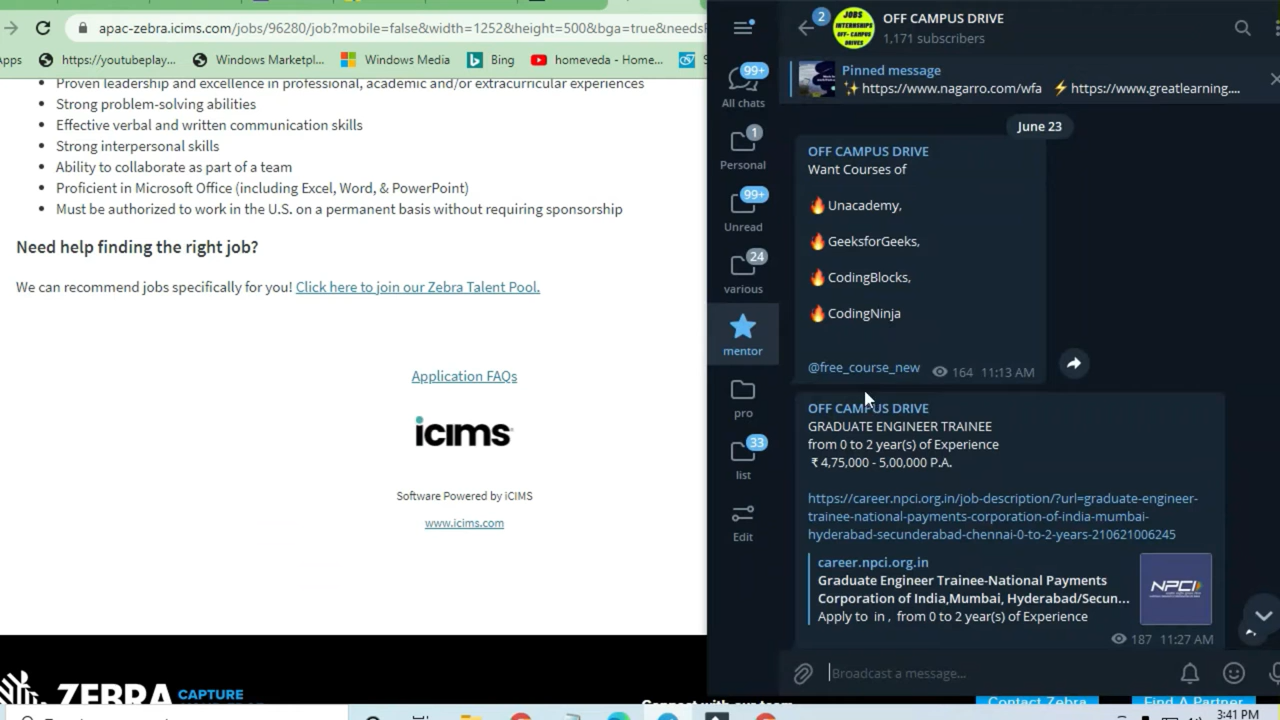 apac-zebra.icims.com/jobs/96280/job?mobile=false&width=1252&height=500&bga=true&needsR
Apps
https://youtubeplay...
Windows Marketpl...
Windows Media
Bing
homeveda - Home...
Proven leadership and excellence in professional, academic and/or extracurricular experiences
Strong problem-solving abilities
Effective verbal and written communication skills
Strong interpersonal skills
Ability to collaborate as part of a team
Proficient in Microsoft Office (including Excel, Word, & PowerPoint)
Must be authorized to work in the U.S. on a permanent basis without requiring sponsorship
Need help finding the right job?
We can recommend jobs specifically for you! Click here to join our Zebra Talent Pool.
Application FAQs
icims
Software Powered by iCIMS
www.icims.com
ZEBRA
CAPTURE
Connect with our team
Contact Zebra
Find A Partner
99+
All chats
1
Personal
99+
Unread
24
various
mentor
pro
33
list
Edit
2
JOBS
INTERNSHIPS
OFF- CAMPUS
DRIVES
OFF CAMPUS DRIVE
1,171 subscribers
Pinned message
✨ https://www.nagarro.com/wfa ⚡ https://www.greatlearning....
June 23
OFF CAMPUS DRIVE
Want Courses of
🔥 Unacademy,
🔥 GeeksforGeeks,
🔥 CodingBlocks,
🔥 CodingNinja
@free_course_new
164 11:13 AM
OFF CAMPUS DRIVE
GRADUATE ENGINEER TRAINEE
from 0 to 2 year(s) of Experience
₹ 4,75,000 - 5,00,000 P.A.
https://career.npci.org.in/job-description/?url=graduate-engineer-
trainee-national-payments-corporation-of-india-mumbai-
hyderabad-secunderabad-chennai-0-to-2-years-210621006245
career.npci.org.in
Graduate Engineer Trainee-National Payments
Corporation of India,Mumbai, Hyderabad/Secun...
Apply to in , from 0 to 2 year(s) of Experience
NPCI
187 11:27 AM
Broadcast a message...
3:41 PM